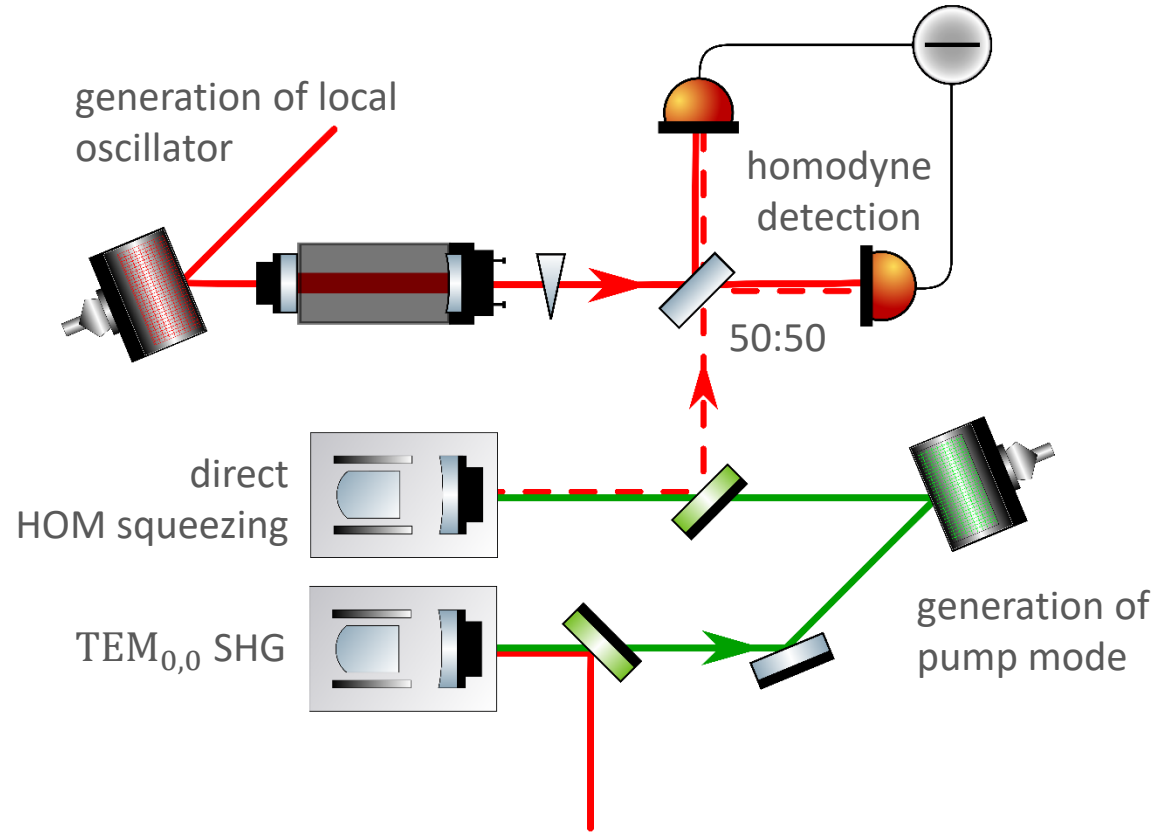 generation of local
oscillator
homodyne
detection
50:50
direct
HOM squeezing
TEM₀,₀ SHG
generation of
pump mode